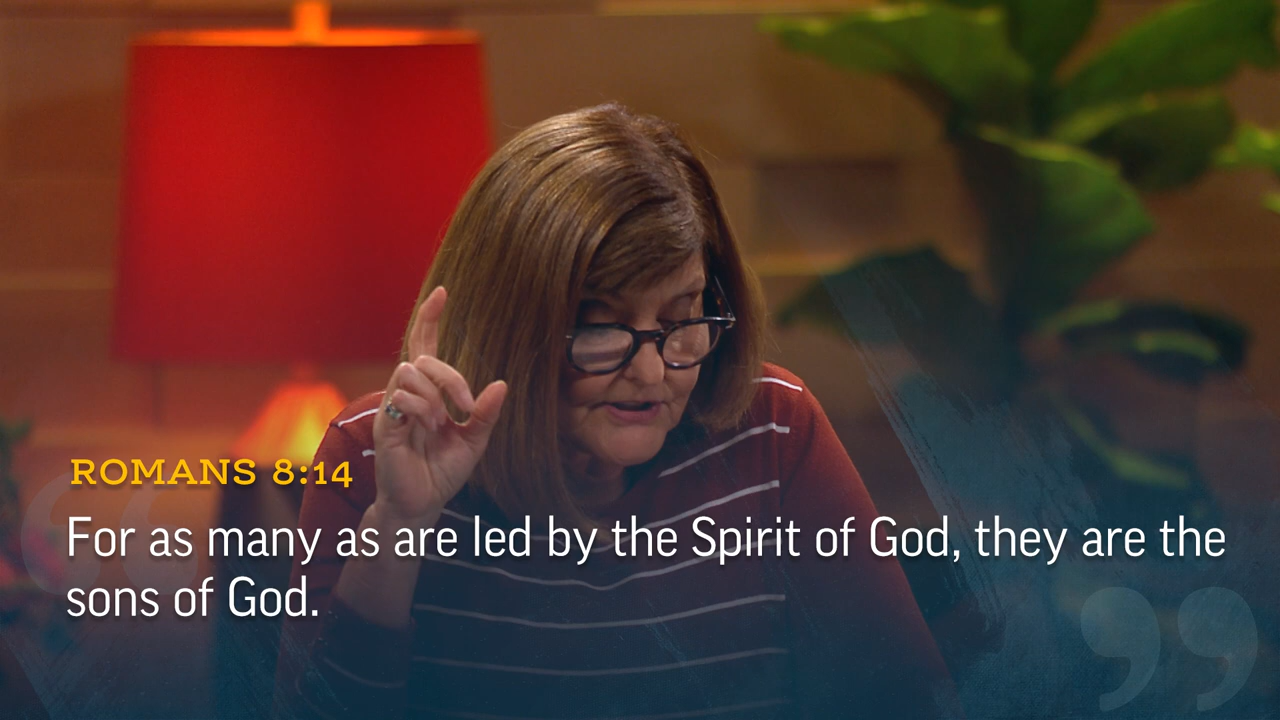 ROMANS 8:14
For as many as are led by the Spirit of God, they are the
sons of God.